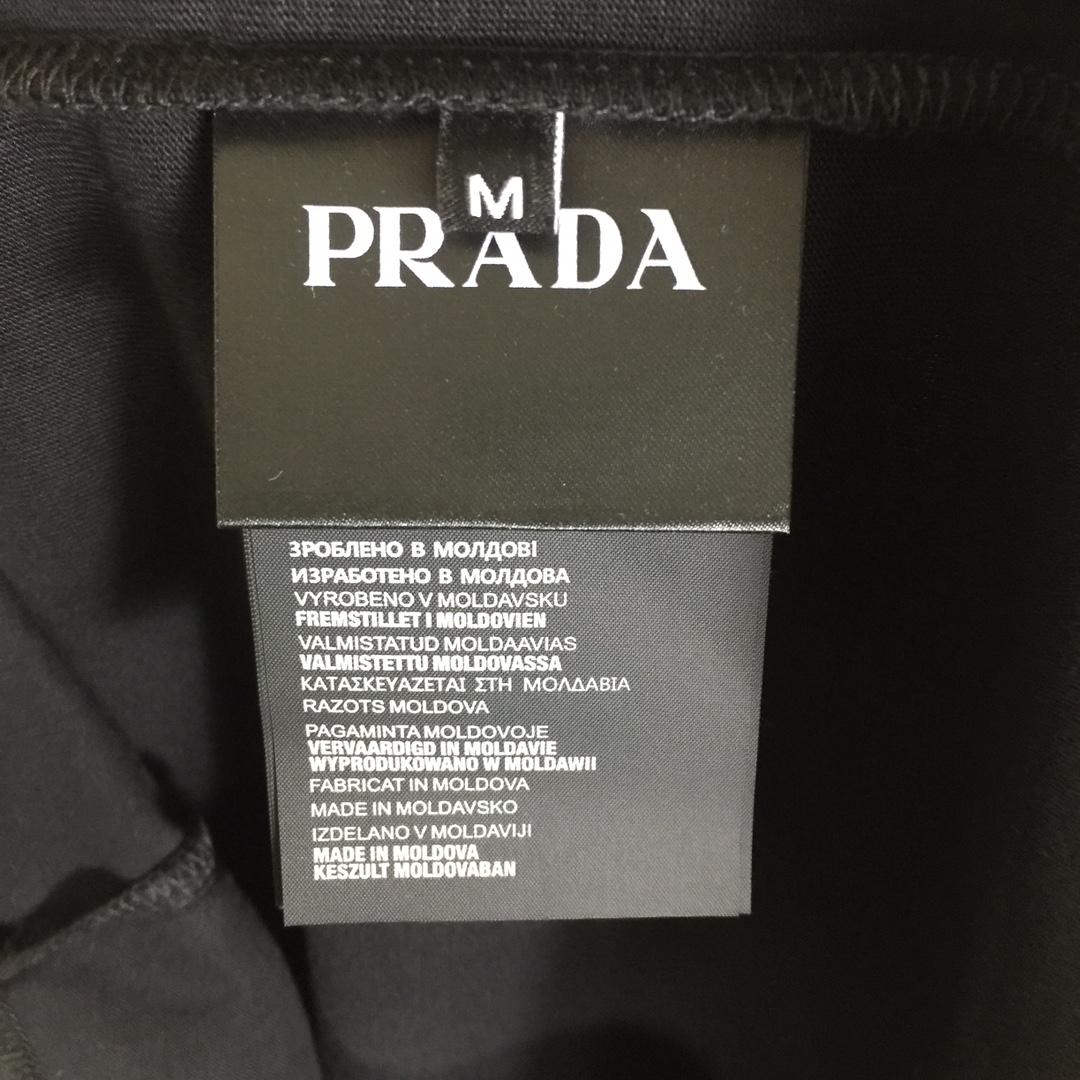 M
PRADA
ЗРОБЛЕНО В МОЛДОВІ
ИЗРАБОТЕНО В МОЛДОВА
VYROBENO V MOLDAVSKU
FREMSTILLET I MOLDOVIEN
VALMISTATUD MOLDAAVIAS
VALMISTETTU MOLDOVASSA
ΚΑΤΑΣΚΕΥΑΖΕΤΑΙ ΣΤΗ ΜΟΛΔΑΒΙΑ
RAZOTS MOLDOVA
PAGAMINTA MOLDOVOJE
VERVAARDIGD IN MOLDAVIE
WYPRODUKOWANO W MOLDAWII
FABRICAT IN MOLDOVA
MADE IN MOLDAVSKO
IZDELANO V MOLDAVIJI
MADE IN MOLDOVA
KESZULT MOLDOVABAN